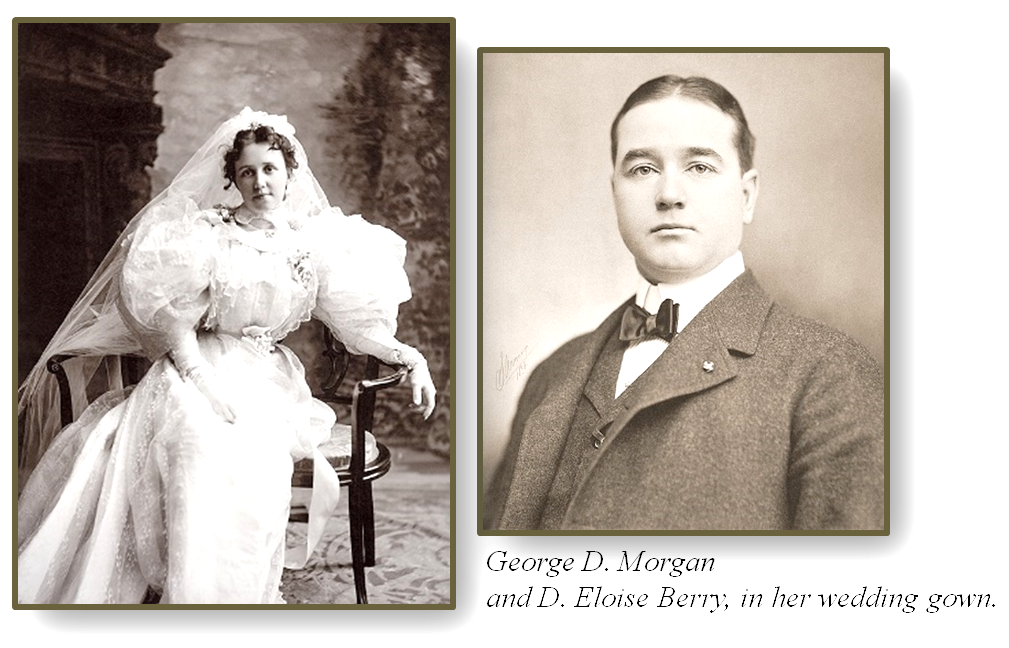 George D. Morgan
and D. Eloise Berry, in her wedding gown.